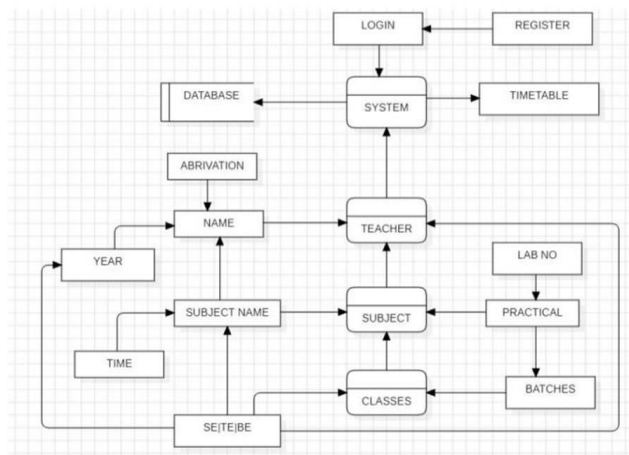 LOGIN
REGISTER
DATABASE
SYSTEM
TIMETABLE
ABRIVATION
NAME
TEACHER
YEAR
LAB NO
SUBJECT NAME
SUBJECT
PRACTICAL
TIME
CLASSES
BATCHES
SE|TE|BE